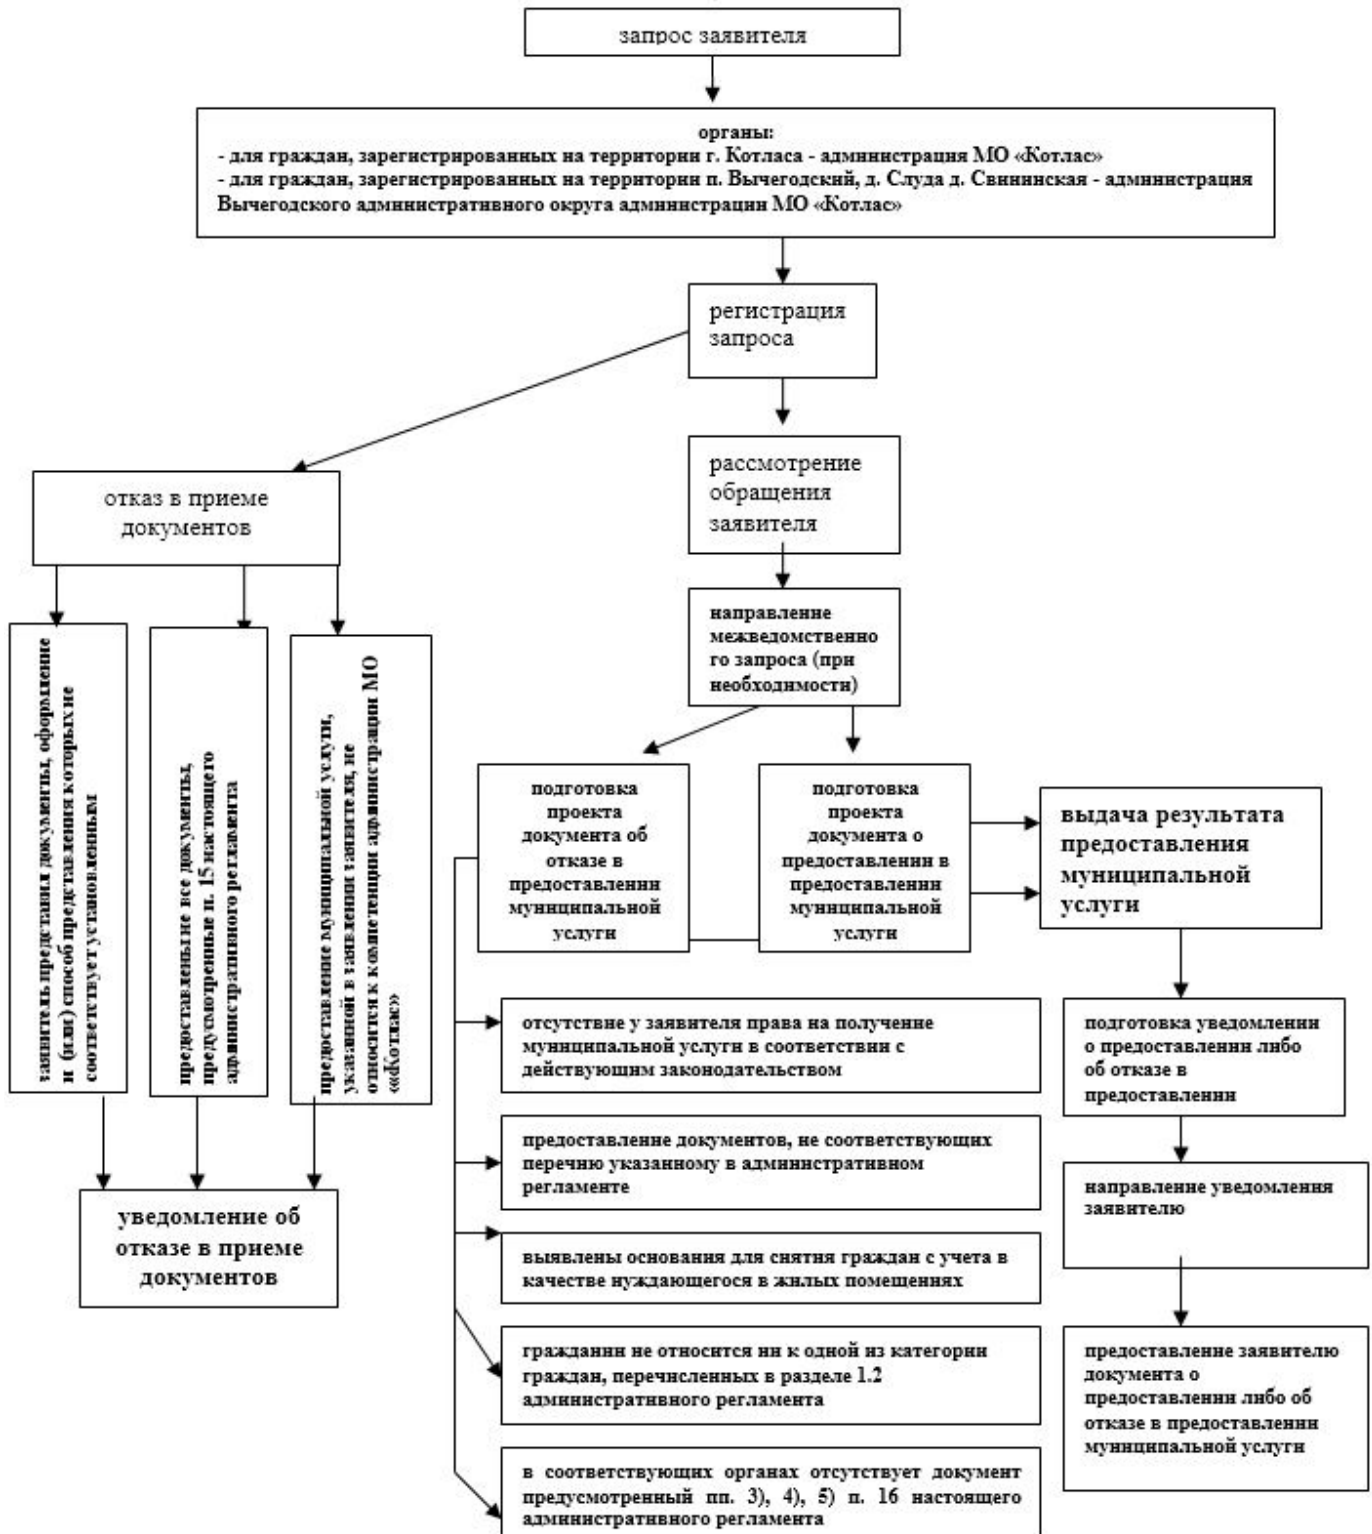 запрос заявителя
органы:
- для граждан, зарегистрированных на территории г. Котласа - администрация МО «Котлас»
- для граждан, зарегистрированных на территории п. Вычегодский, д. Слуда д. Свининская - администрация
Вычегодского административного округа администрации МО «Котлас»
регистрация
запроса
отказ в приеме
документов
рассмотрение
обращения
заявителя
направление
межведомственно
го запроса (при
необходимости)
заявитель представил документы, оформление
и (или) способ представления которых не
соответствует установленным
предоставлены не все документы,
предусмотренные п. 15 настоящего
административного регламента
предоставление муниципальной услуги,
указанной в заявлении заявителя, не
относится к компетенции администрации МО
««Котлас»
подготовка
проекта
документа об
отказе в
предоставлении
муниципальной
услуги
подготовка
проекта
документа о
предоставлении в
предоставлении
муниципальной
услуги
выдача результата
предоставления
муниципальной
услуги
отсутствие у заявителя права на получение
муниципальной услуги в соответствии с
действующим законодательством
подготовка уведомлении
о предоставлении либо
об отказе в
предоставлении
предоставление документов, не соответствующих
перечню указанному в административном
регламенте
направление уведомления
заявителю
уведомление об
отказе в приеме
документов
выявлены основания для снятия граждан с учета в
качестве нуждающегося в жилых помещениях
гражданин не относится ни к одной из категории
граждан, перечисленных в разделе 1.2
административного регламента
предоставление заявителю
документа о
предоставлении либо об
отказе в предоставлении
муниципальной услуги
в соответствующих органах отсутствует документ
предусмотренный пп. 3), 4), 5) п. 16 настоящего
административного регламента